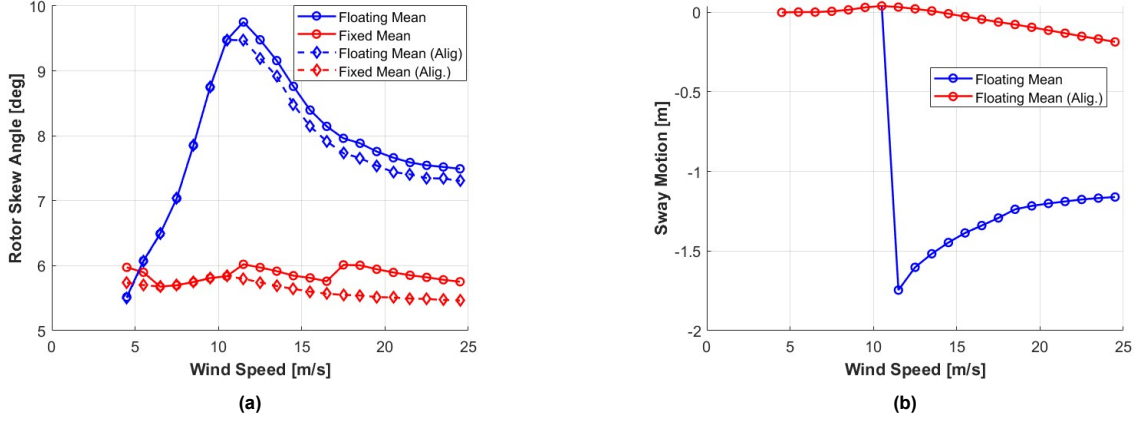 10
9
8
7
6
5
Rotor Skew Angle [deg]
Floating Mean
Fixed Mean
Floating Mean (Alig)
Fixed Mean (Alig.)
0 5 10 15 20 25
Wind Speed [m/s]
(a)
0
-0.5
-1
-1.5
-2
Sway Motion [m]
Floating Mean
Floating Mean (Alig.)
0 5 10 15 20 25
Wind Speed [m/s]
(b)